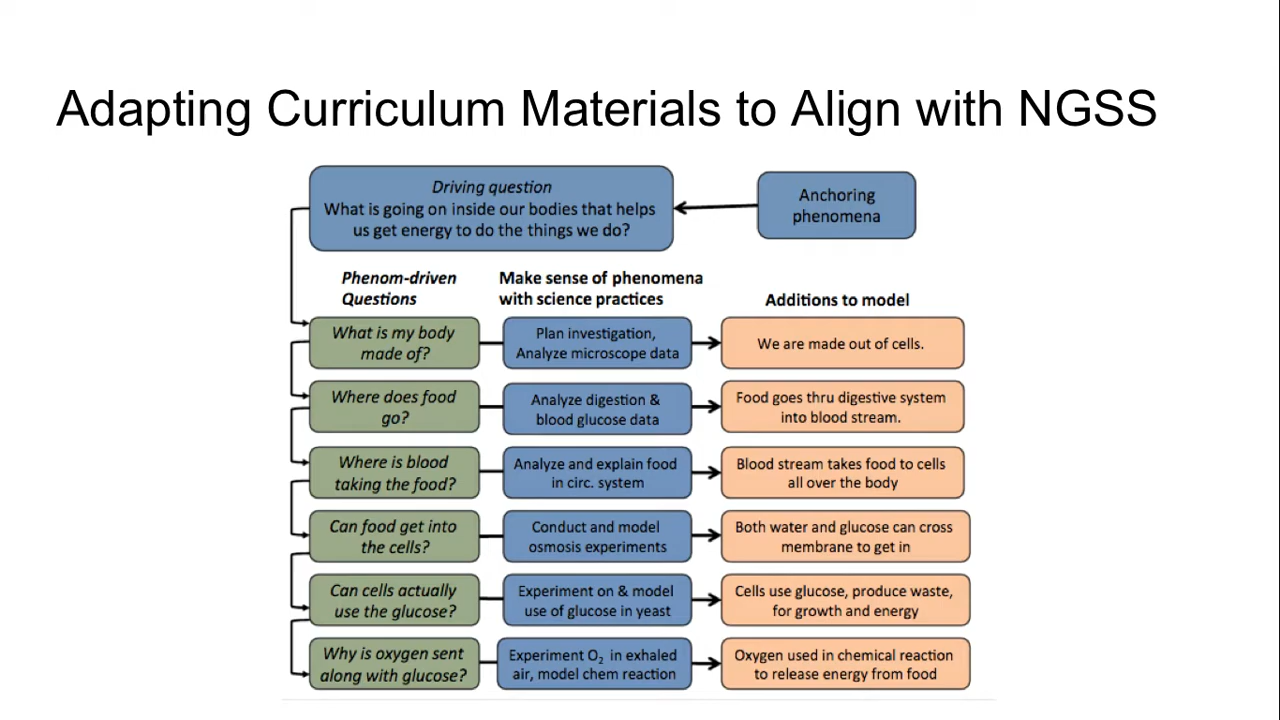 Adapting Curriculum Materials to Align with NGSS
Driving question
What is going on inside our bodies that helps
us get energy to do the things we do?
Anchoring
phenomena
Phenom-driven
Questions
Make sense of phenomena
with science practices
Additions to model
What is my body
made of?
Plan investigation,
Analyze microscope data
We are made out of cells.
Where does food
go?
Analyze digestion &
blood glucose data
Food goes thru digestive system
into blood stream.
Where is blood
taking the food?
Analyze and explain food
in circ. system
Blood stream takes food to cells
all over the body
Can food get into
the cells?
Conduct and model
osmosis experiments
Both water and glucose can cross
membrane to get in
Can cells actually
use the glucose?
Experiment on & model
use of glucose in yeast
Cells use glucose, produce waste,
for growth and energy
Why is oxygen sent
along with glucose?
Experiment O₂ in exhaled
air, model chem reaction
Oxygen used in chemical reaction
to release energy from food